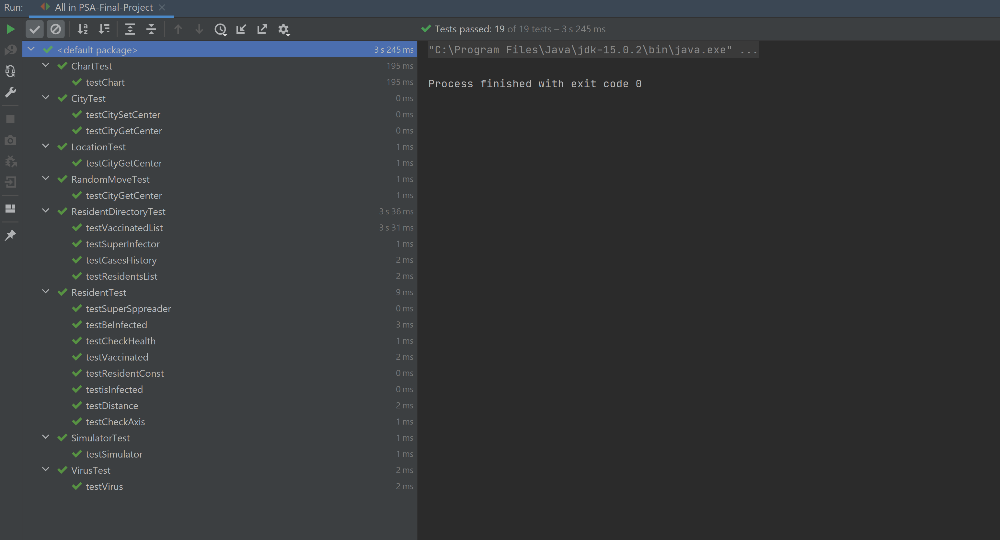 Run: All in PSA-Final-Project
Tests passed: 19 of 19 tests – 3 s 245 ms
<default package> 3 s 245 ms
ChartTest 195 ms
testChart 195 ms
CityTest 0 ms
testCitySetCenter 0 ms
testCityGetCenter 0 ms
LocationTest 1 ms
testCityGetCenter 1 ms
RandomMoveTest 1 ms
testCityGetCenter 1 ms
ResidentDirectoryTest 3 s 36 ms
testVaccinatedList 3 s 31 ms
testSuperInfector 1 ms
testCasesHistory 2 ms
testResidentsList 2 ms
ResidentTest 9 ms
testSuperSppreader 0 ms
testBeInfected 3 ms
testCheckHealth 1 ms
testVaccinated 2 ms
testResidentConst 0 ms
testisInfected 0 ms
testDistance 2 ms
testCheckAxis 1 ms
SimulatorTest 1 ms
testSimulator 1 ms
VirusTest 2 ms
testVirus 2 ms
"C:\Program Files\Java\jdk-15.0.2\bin\java.exe" ...
Process finished with exit code 0